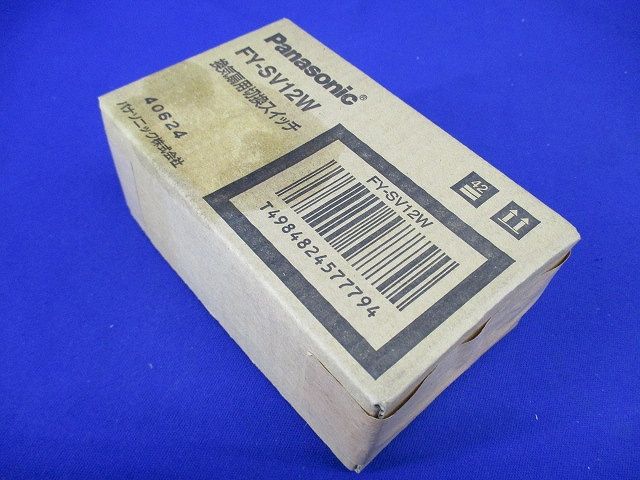 Panasonic®
FY-SV12W
換気扇用切換スイッチ
40624
パナソニック株式会社
FY-SV12W
T4984824577794
42